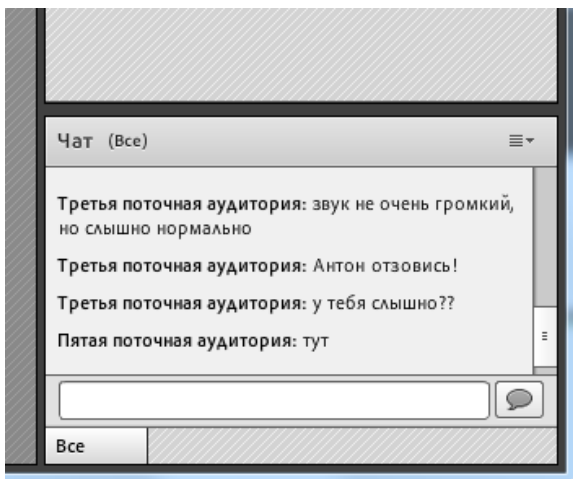 Чат (Все)
Третья поточная аудитория: звук не очень громкий,
но слышно нормально
Третья поточная аудитория: Антон отзовись!
Третья поточная аудитория: у тебя слышно??
Пятая поточная аудитория: тут
Все